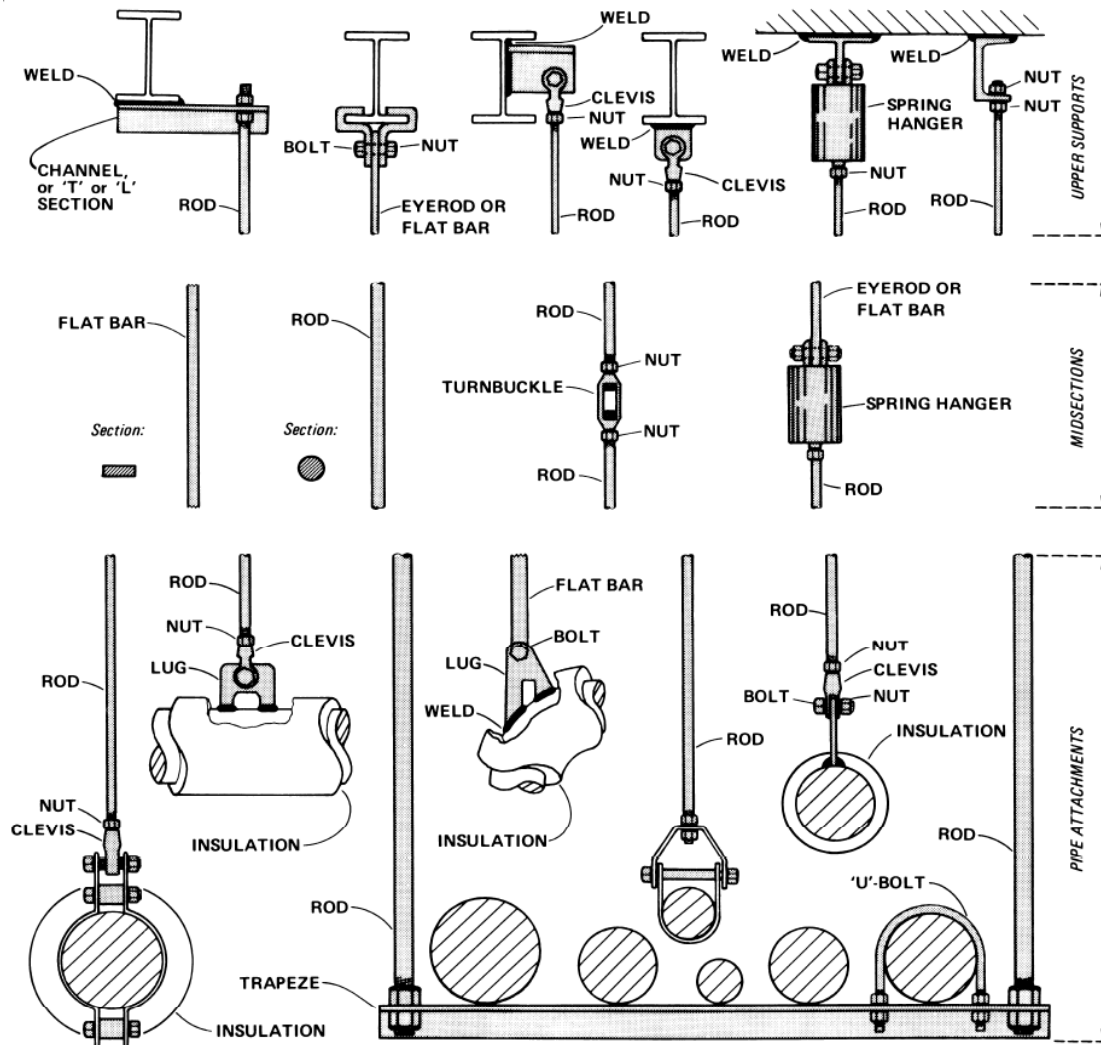 WELD
CHANNEL,
or 'T' or 'L'
SECTION
ROD
BOLT
NUT
EYEROD OR
FLAT BAR
WELD
CLEVIS
NUT
ROD
WELD
NUT
CLEVIS
ROD
WELD
SPRING
HANGER
NUT
ROD
WELD
NUT
NUT
ROD
UPPER SUPPORTS
FLAT BAR
Section:
ROD
Section:
ROD
NUT
TURNBUCKLE
NUT
ROD
EYEROD OR
FLAT BAR
SPRING HANGER
ROD
MIDSECTIONS
ROD
NUT
CLEVIS
INSULATION
ROD
NUT
CLEVIS
LUG
INSULATION
FLAT BAR
BOLT
LUG
WELD
INSULATION
ROD
ROD
NUT
CLEVIS
BOLT
NUT
INSULATION
ROD
TRAPEZE
'U'-BOLT
ROD
PIPE ATTACHMENTS